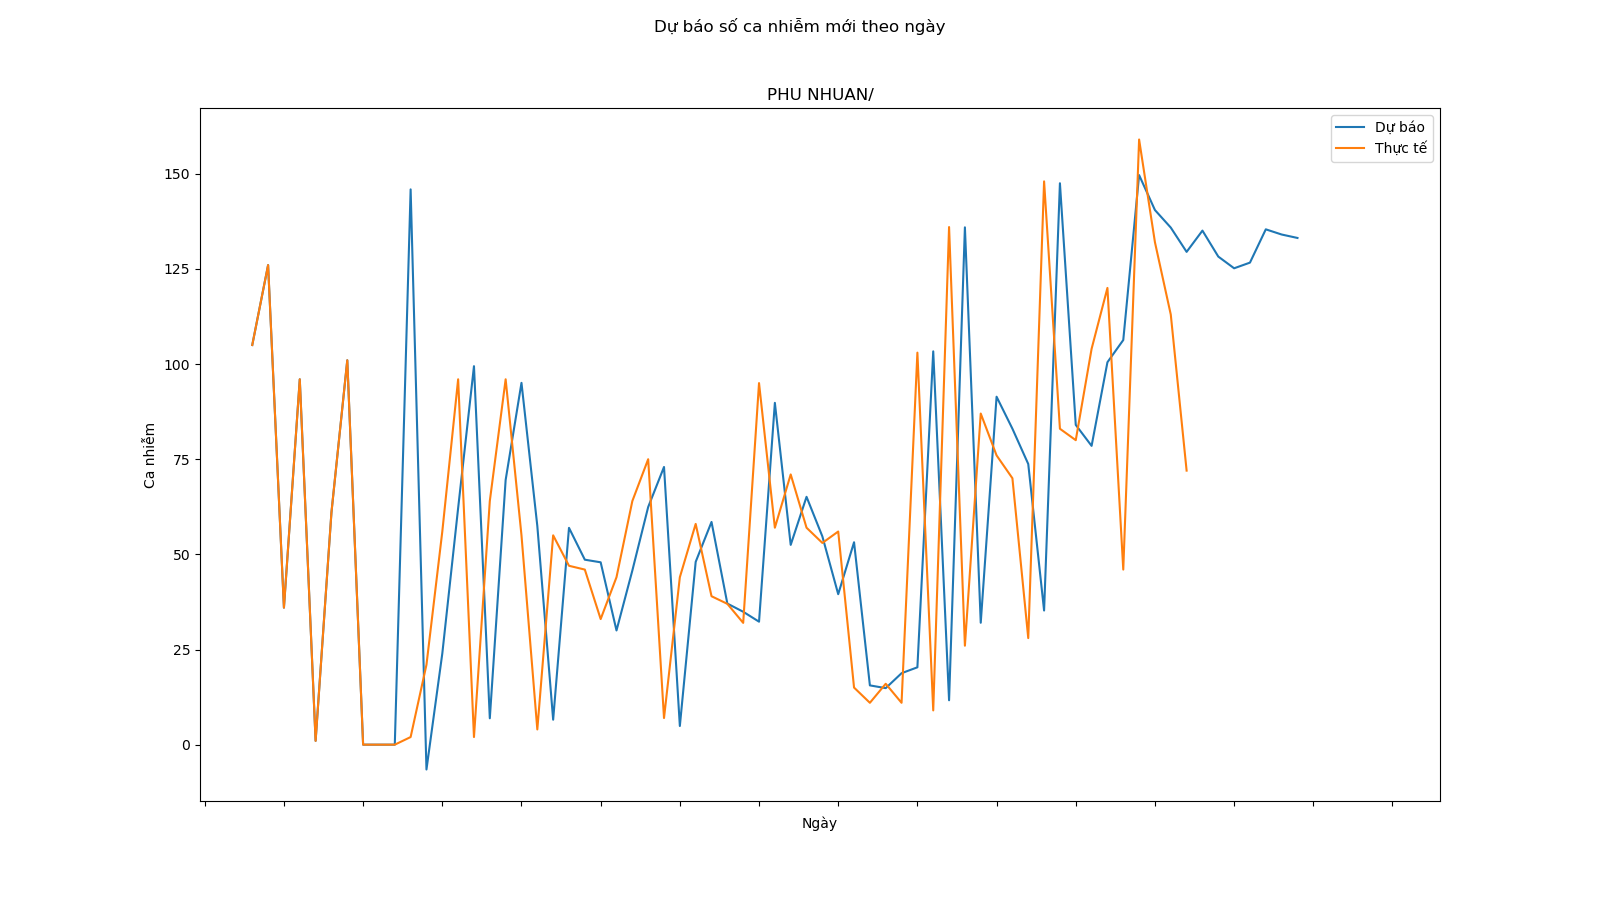 Dự báo số ca nhiễm mới theo ngày
PHU NHUAN/
Dự báo
Thực tế
150
125
100
75
50
25
0
Ca nhiễm
Ngày